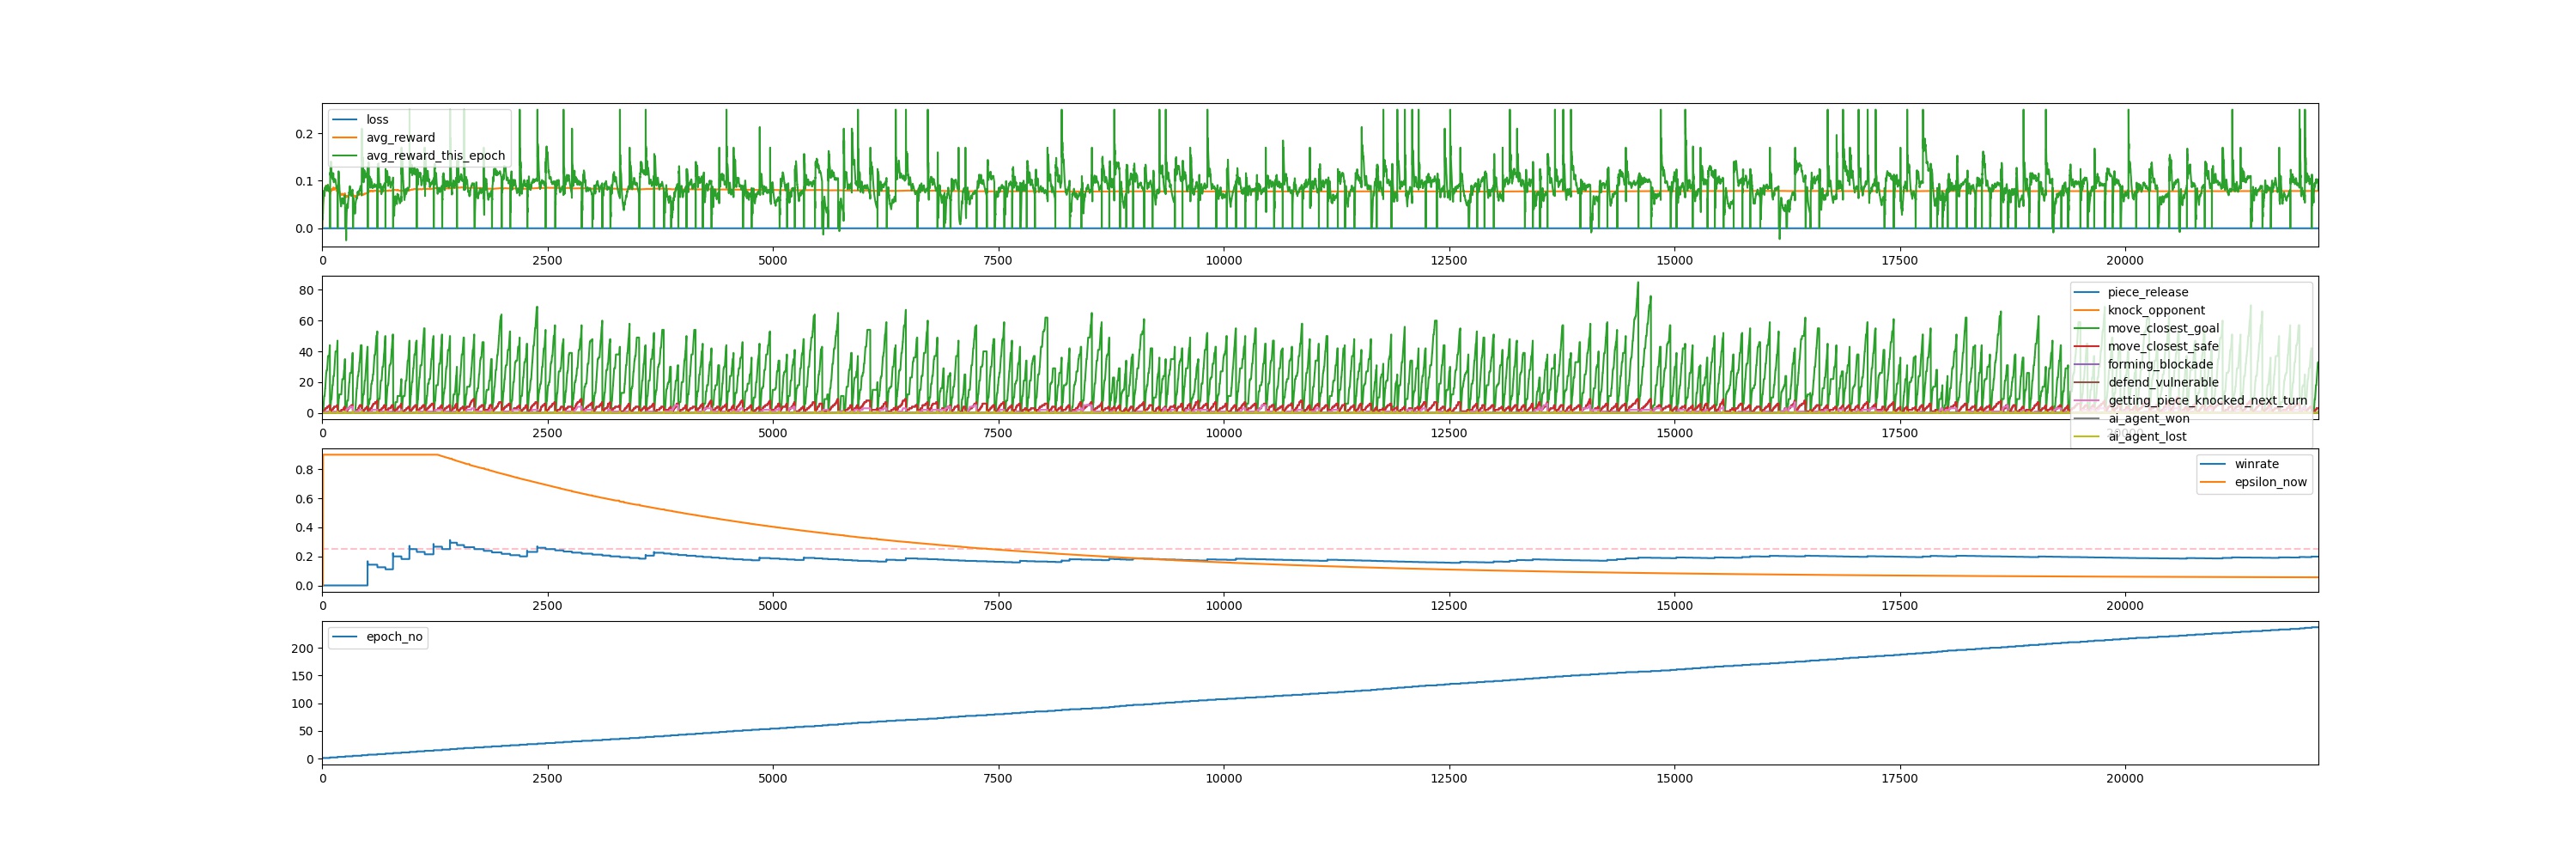 0.2
0.1
0.0
loss
avg_reward
avg_reward_this_epoch
0 2500 5000 7500 10000 12500 15000 17500 20000
80
60
40
20
0
piece_release
knock_opponent
move_closest_goal
move_closest_safe
forming_blockade
defend_vulnerable
getting_piece_knocked_next_turn
ai_agent_won
ai_agent_lost
0 2500 5000 7500 10000 12500 15000 17500 20000
0.8
0.6
0.4
0.2
0.0
winrate
epsilon_now
0 2500 5000 7500 10000 12500 15000 17500 20000
200
150
100
50
0
epoch_no
0 2500 5000 7500 10000 12500 15000 17500 20000